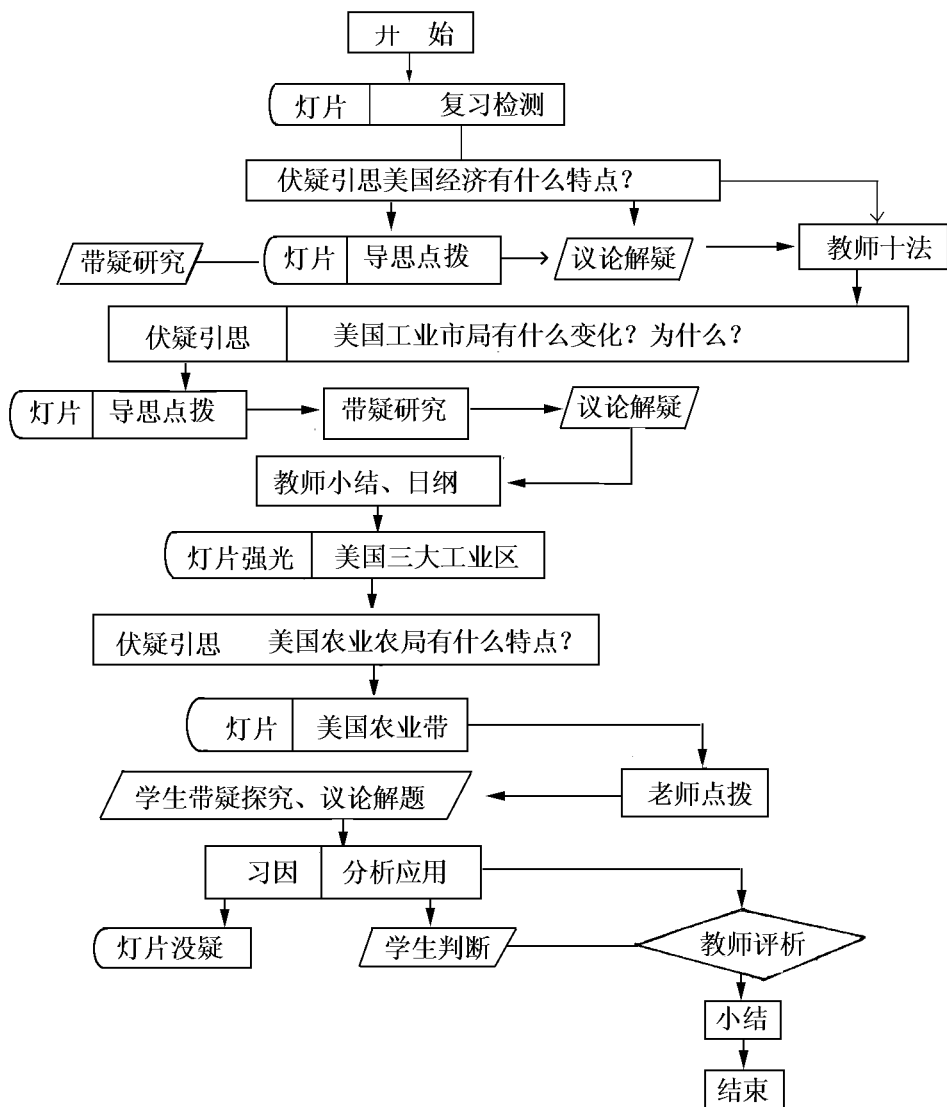 开 始
灯片 复习检测
伏疑引思美国经济有什么特点？
带疑研究 灯片 导思点拨 议论解疑 教师十法
伏疑引思 美国工业市局有什么变化？为什么？
灯片 导思点拨 带疑研究 议论解疑
教师小结、日纲
灯片强光 美国三大工业区
伏疑引思 美国农业农局有什么特点？
灯片 美国农业带
学生带疑探究、议论解题 老师点拨
习因 分析应用
灯片没疑 学生判断 教师评析
小结
结束